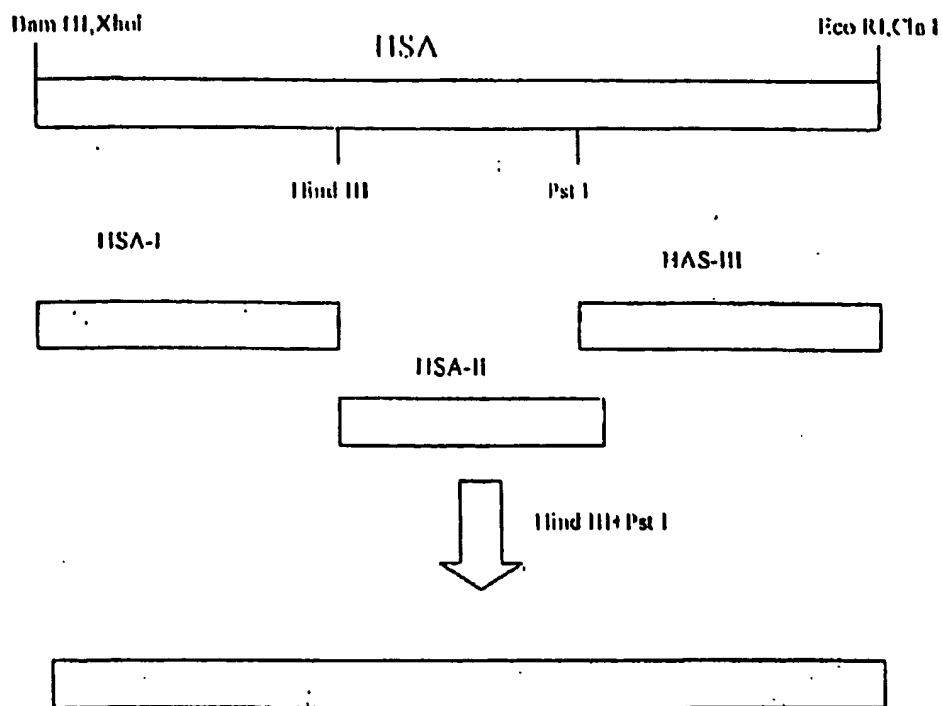 Bam HI,XhoI
HSA
Eco RI,Cla I
Hind III
Pst I
HSA-I
HAS-III
HSA-II
Hind III+Pst I